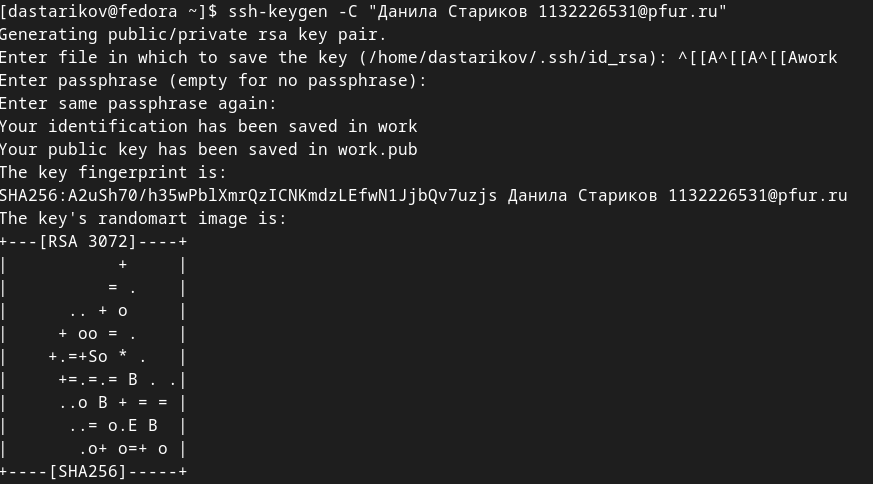 [dastarikov@fedora ~]$ ssh-keygen -C "Данила Стариков 1132226531@pfur.ru"
Generating public/private rsa key pair.
Enter file in which to save the key (/home/dastarikov/.ssh/id_rsa): ^[[A^[[A^[[Awork
Enter passphrase (empty for no passphrase):
Enter same passphrase again:
Your identification has been saved in work
Your public key has been saved in work.pub
The key fingerprint is:
SHA256:A2uSh70/h35wPblXmrQzICNKmdzLEfwN1JjbQv7uzjs Данила Стариков 1132226531@pfur.ru
The key's randomart image is:
+---[RSA 3072]----+
|           +     |
|          = .    |
|      .. + o     |
|     + oo = .    |
|    +.=+So * .   |
|     +=.=.= B . .|
|     ..o B + = = |
|      ..= o.E B  |
|       .o+ o=+ o |
+----[SHA256]-----+